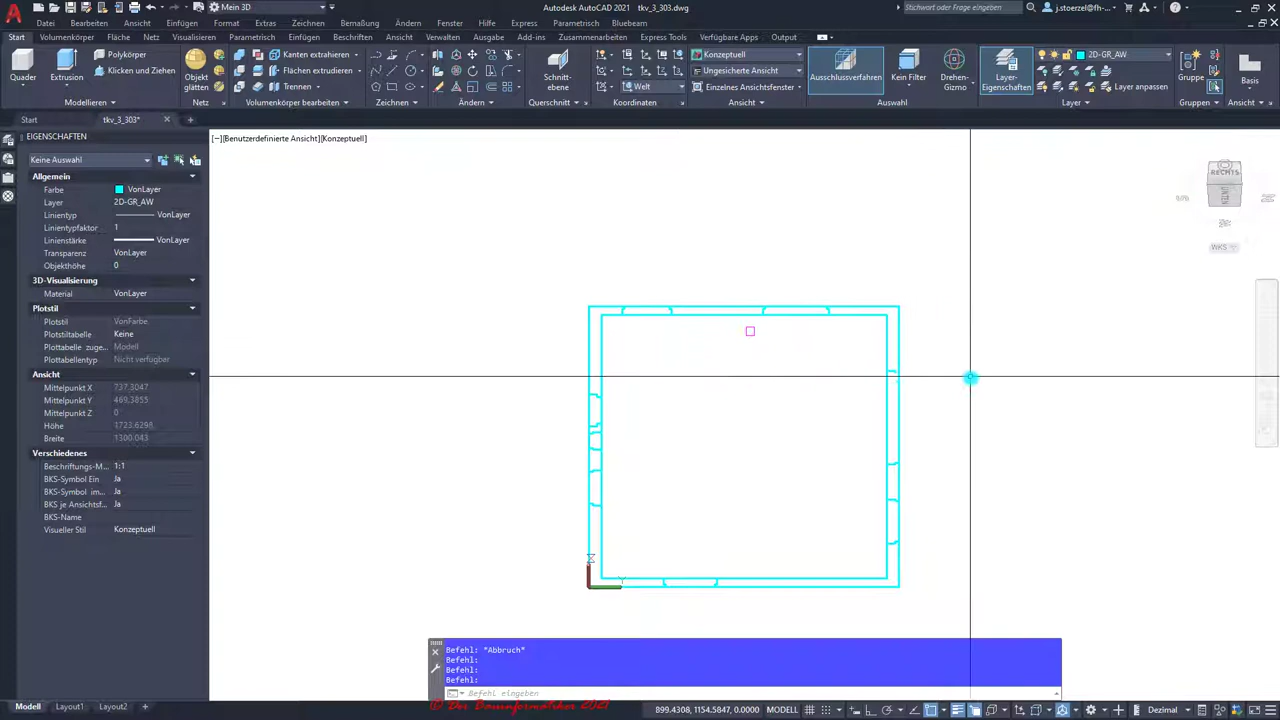 Mein 3D
Autodesk AutoCAD 2021 tkv_3_303.dwg
Stichwort oder Frage eingeben
j.stoerzel@fh-...
Datei Bearbeiten Ansicht Einfügen Format Extras Zeichnen Bemaßung Ändern Fenster Hilfe Express Parametrisch Bluebeam
Start Volumenkörper Fläche Netz Visualisieren Parametrisch Einfügen Beschriften Ansicht Verwalten Ausgabe Add-ins Zusammenarbeiten Express Tools Verfügbare Apps Output
Quader
Extrusion
Polykörper
Klicken und Ziehen
Objekt glätten
Kanten extrahieren
Flächen extrudieren
Trennen
Schnitt-ebene
Welt
Konzeptuell
Ungesicherte Ansicht
Einzelnes Ansichtsfenster
Ausschlussverfahren
Kein Filter
Drehen-Gizmo
Layer-Eigenschaften
2D-GR_AW
Layer anpassen
Gruppe
Basis
Modellieren Netz Volumenkörper bearbeiten Zeichnen Ändern Querschnitt Koordinaten Ansicht Auswahl Layer Gruppen Ansicht
Start tkv_3_303*
EIGENSCHAFTEN
[−][Benutzerdefinierte Ansicht][Konzeptuell]
Keine Auswahl
Allgemein
Farbe VonLayer
Layer 2D-GR_AW
Linientyp VonLayer
Linientypfaktor 1
Linienstärke VonLayer
Transparenz VonLayer
Objekthöhe 0
3D-Visualisierung
Material VonLayer
Plotstil
Plotstil VonFarbe
Plotstiltabelle Keine
Plottabelle zuge... Modell
Plottabellentyp Nicht verfügbar
Ansicht
Mittelpunkt X 737.3047
Mittelpunkt Y 469.3855
Mittelpunkt Z 0
Höhe 1723.6298
Breite 1300.043
Verschiedenes
Beschriftungs-M... 1:1
BKS-Symbol Ein Ja
BKS-Symbol im... Ja
BKS je Ansichtsf... Ja
BKS-Name
Visueller Stil Konzeptuell
RECHTS
UNTEN
WKS
Y
Befehl: *Abbruch*
Befehl:
Befehl:
Befehl:
Befehl eingeben
© Der Bauinformatiker 2021
Modell Layout1 Layout2 +
899.4308, 1154.5847, 0.0000 MODELL
Dezimal